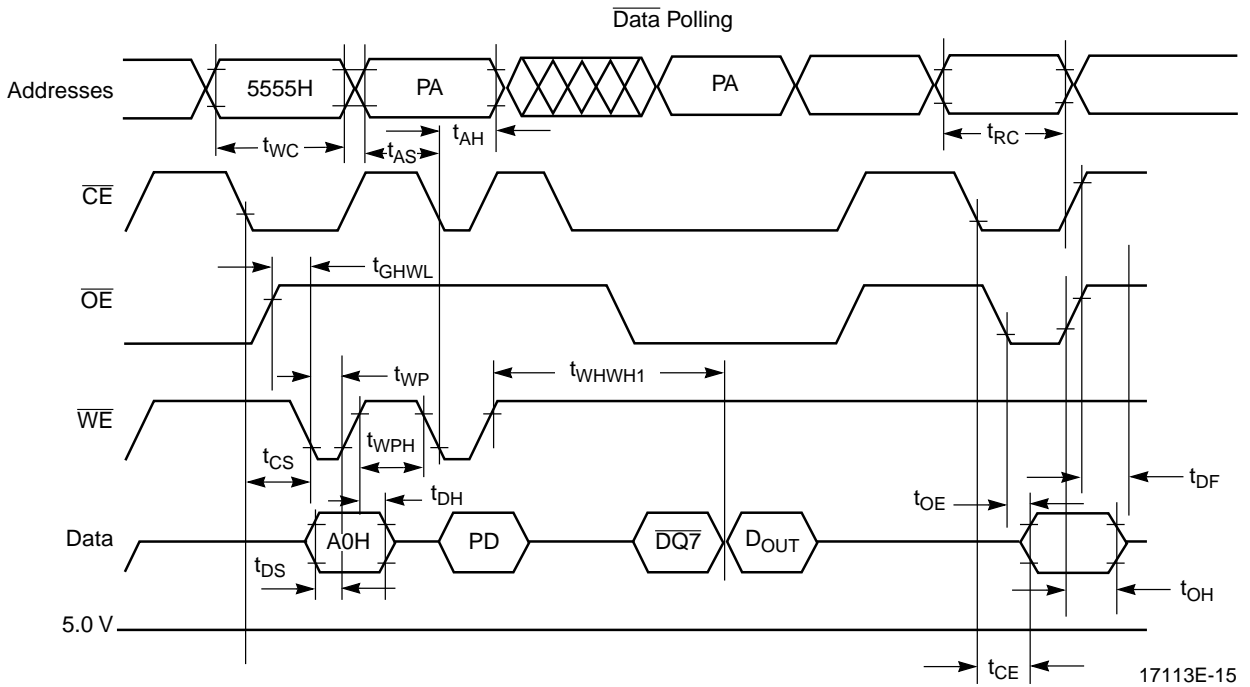 Data Polling
Addresses
5555H
PA
PA
tWC
tAS
tAH
tRC
CE
tGHWL
OE
tWP
tWHWH1
WE
tCS
tWPH
tDH
tOE
tDF
Data
A0H
PD
DQ7
DOUT
tDS
tOH
5.0 V
tCE
17113E-15